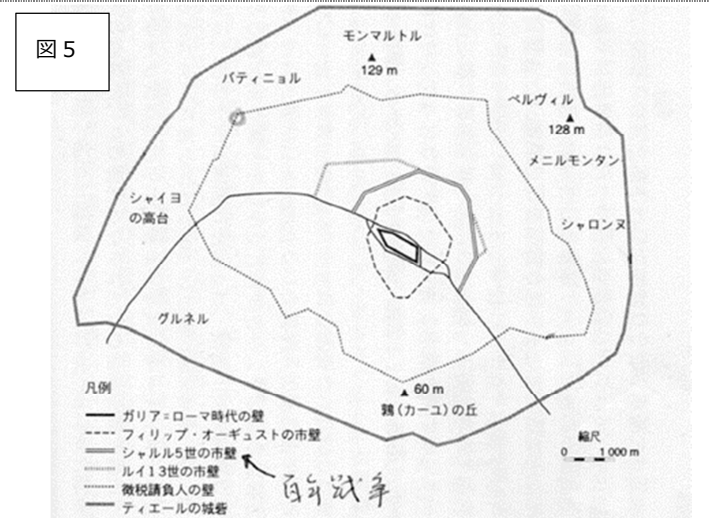 図５
モンマルトル
▲
129 m
バティニョル
ベルヴィル
▲
128 m
メニルモンタン
シャイヨ
の高台
シャロンヌ
グルネル
▲ 60 m
鶉(カーユ)の丘
凡例
ガリア=ローマ時代の壁
フィリップ・オーギュストの市壁
シャルル5世の市壁
ルイ13世の市壁
徴税請負人の壁
ティエールの城砦
百年戦争
縮尺
0 1 000 m